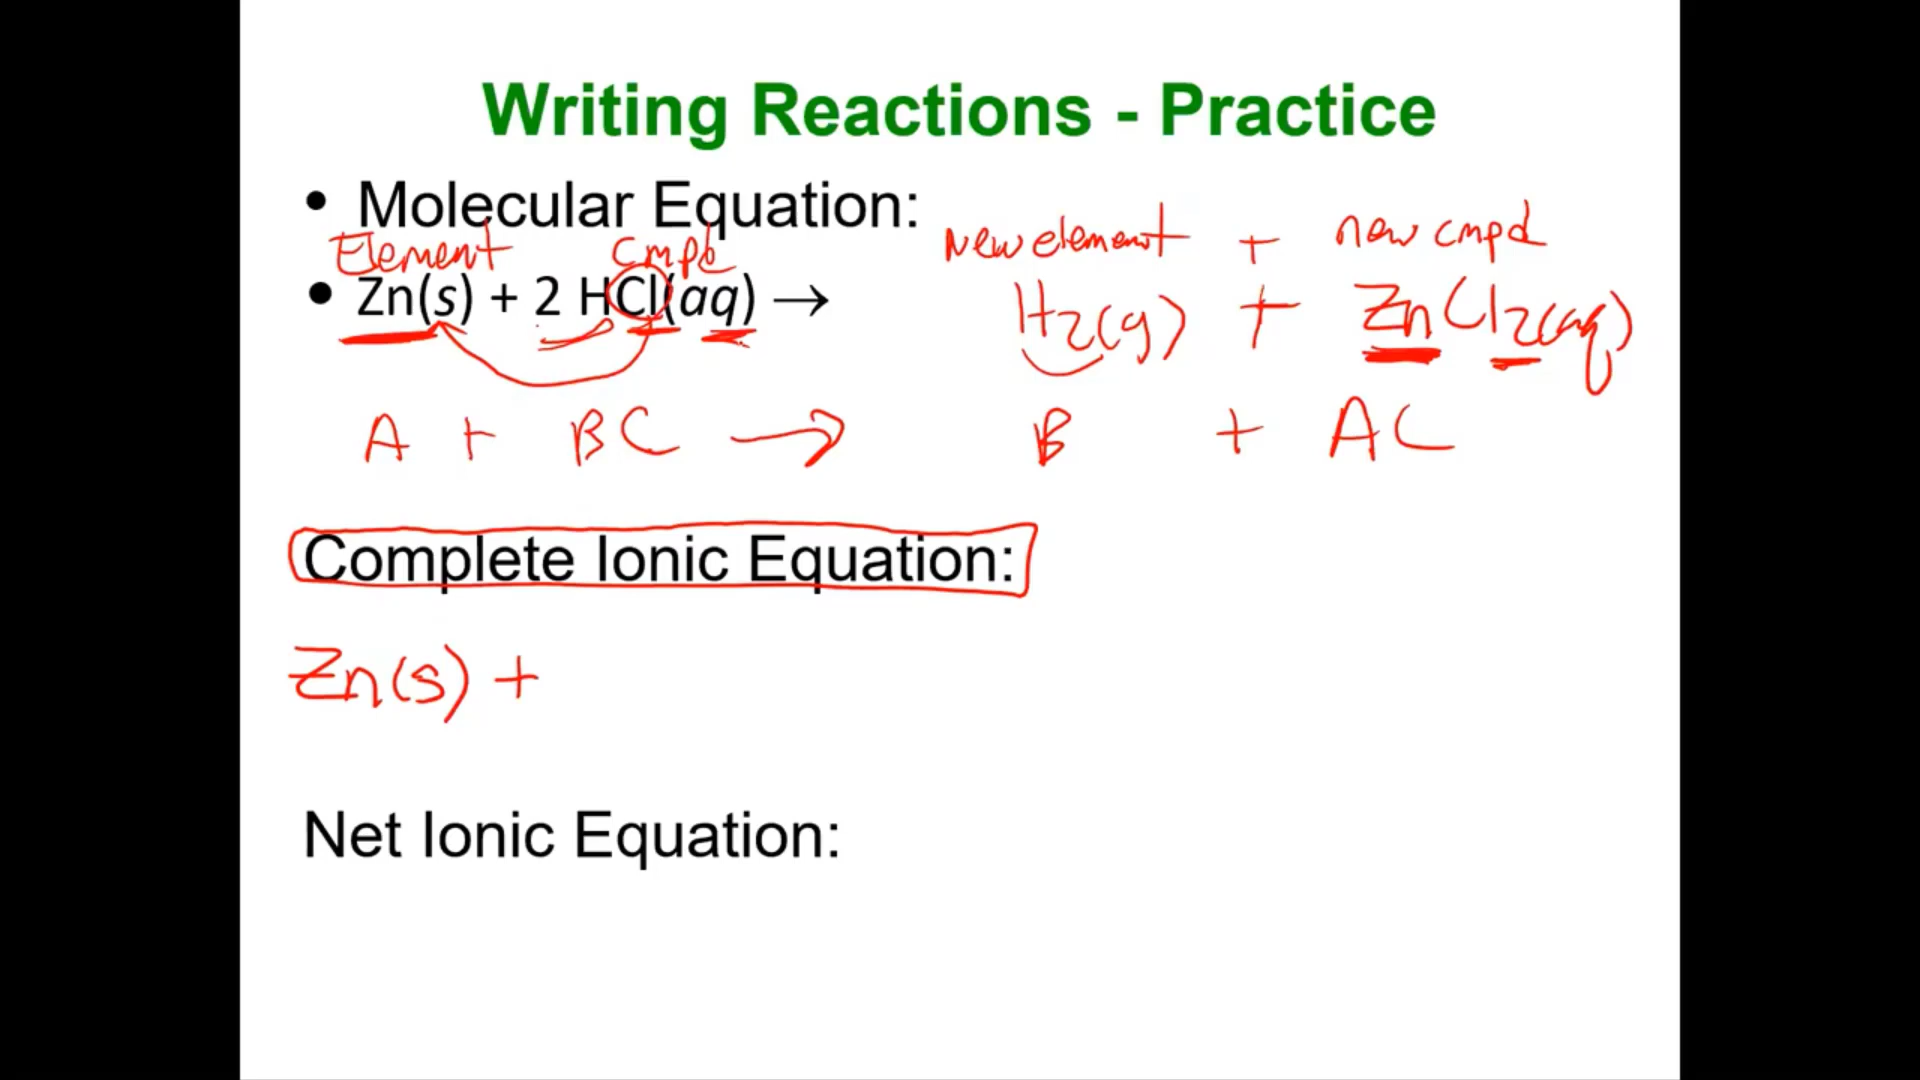 Writing Reactions - Practice
• Molecular Equation:
Element cmpd New element + new cmpd
• Zn(s) + 2 HCl(aq) → H2(g) + ZnCl2(aq)
A + BC → B + AC
Complete Ionic Equation:
Zn(s) +
Net Ionic Equation: